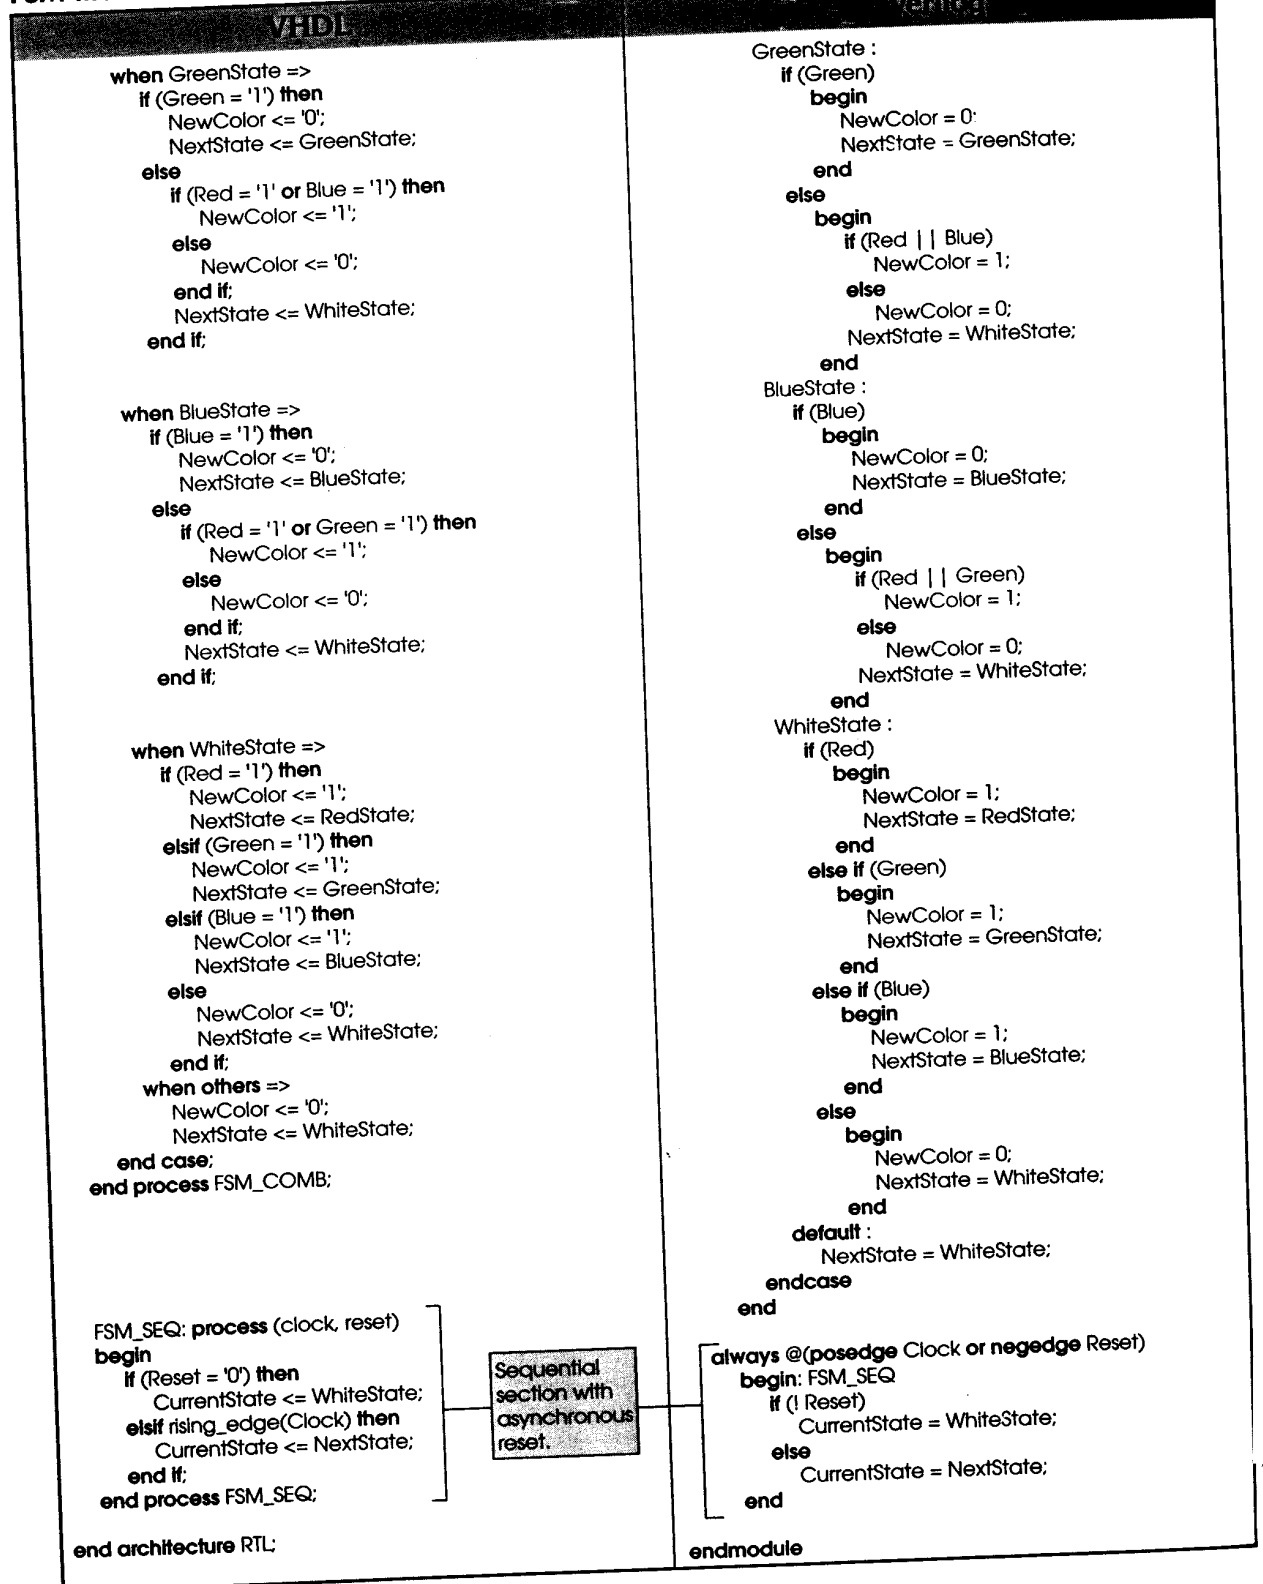 VHDL
when GreenState =>
if (Green = '1') then
NewColor <= '0';
NextState <= GreenState;
else
if (Red = '1' or Blue = '1') then
NewColor <= '1';
else
NewColor <= '0';
end if;
NextState <= WhiteState;
end if;
when BlueState =>
if (Blue = '1') then
NewColor <= '0';
NextState <= BlueState;
else
if (Red = '1' or Green = '1') then
NewColor <= '1';
else
NewColor <= '0';
end if;
NextState <= WhiteState;
end if;
when WhiteState =>
if (Red = '1') then
NewColor <= '1';
NextState <= RedState;
elsif (Green = '1') then
NewColor <= '1';
NextState <= GreenState;
elsif (Blue = '1') then
NewColor <= '1';
NextState <= BlueState;
else
NewColor <= '0';
NextState <= WhiteState;
end if;
when others =>
NewColor <= '0';
NextState <= WhiteState;
end case;
end process FSM_COMB;
FSM_SEQ: process (clock, reset)
begin
if (Reset = '0') then
CurrentState <= WhiteState;
elsif rising_edge(Clock) then
CurrentState <= NextState;
end if;
end process FSM_SEQ;
end architecture RTL;
Sequential
section with
asynchronous
reset.
Verilog
GreenState :
if (Green)
begin
NewColor = 0:
NextState = GreenState;
end
else
begin
if (Red | | Blue)
NewColor = 1;
else
NewColor = 0;
NextState = WhiteState;
end
BlueState :
if (Blue)
begin
NewColor = 0;
NextState = BlueState;
end
else
begin
if (Red | | Green)
NewColor = 1;
else
NewColor = 0;
NextState = WhiteState;
end
WhiteState :
if (Red)
begin
NewColor = 1;
NextState = RedState;
end
else if (Green)
begin
NewColor = 1;
NextState = GreenState;
end
else if (Blue)
begin
NewColor = 1;
NextState = BlueState;
end
else
begin
NewColor = 0;
NextState = WhiteState;
end
default :
NextState = WhiteState;
endcase
end
always @(posedge Clock or negedge Reset)
begin: FSM_SEQ
if (! Reset)
CurrentState = WhiteState;
else
CurrentState = NextState;
end
endmodule